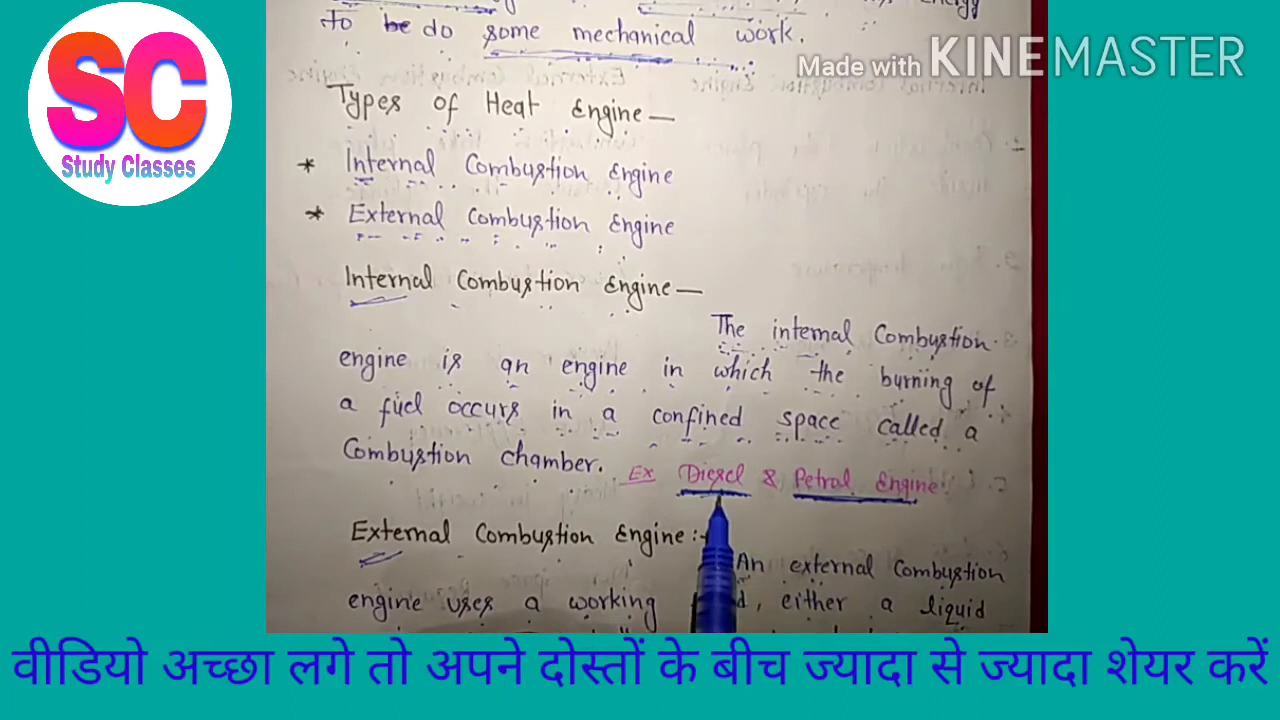 to be do some mechanical work.
Made with KINEMASTER
SC
Study Classes
Types of Heat Engine—
* Internal Combustion Engine
* External Combustion Engine
Internal Combustion Engine—
The internal Combustion
engine is an engine in which the burning of
a fuel occurs in a confined space called a
Combustion chamber. Ex Diesel & Petrol Engine
External Combustion Engine:-
An external Combustion
engine uses a working , either a liquid
वीडियो अच्छा लगे तो अपने दोस्तों के बीच ज्यादा से ज्यादा शेयर करें